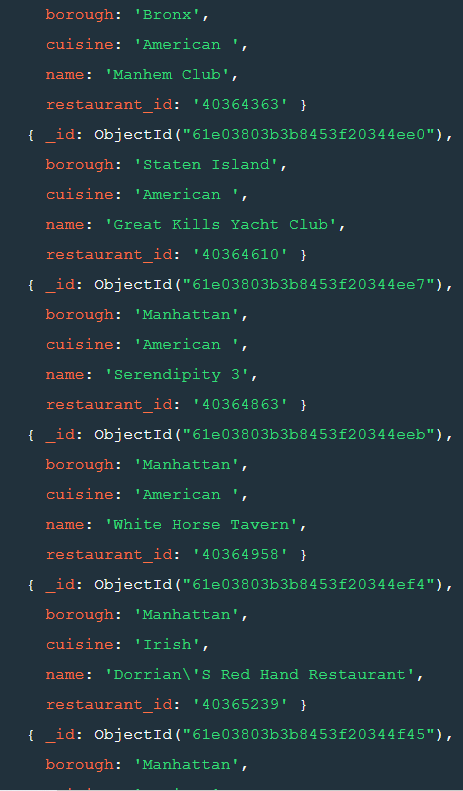 borough: 'Bronx',
cuisine: 'American ',
name: 'Manhem Club',
restaurant_id: '40364363' }
{ _id: ObjectId("61e03803b3b8453f20344ee0"),
borough: 'Staten Island',
cuisine: 'American ',
name: 'Great Kills Yacht Club',
restaurant_id: '40364610' }
{ _id: ObjectId("61e03803b3b8453f20344ee7"),
borough: 'Manhattan',
cuisine: 'American ',
name: 'Serendipity 3',
restaurant_id: '40364863' }
{ _id: ObjectId("61e03803b3b8453f20344eeb"),
borough: 'Manhattan',
cuisine: 'American ',
name: 'White Horse Tavern',
restaurant_id: '40364958' }
{ _id: ObjectId("61e03803b3b8453f20344ef4"),
borough: 'Manhattan',
cuisine: 'Irish',
name: 'Dorrian\'S Red Hand Restaurant',
restaurant_id: '40365239' }
{ _id: ObjectId("61e03803b3b8453f20344f45"),
borough: 'Manhattan',